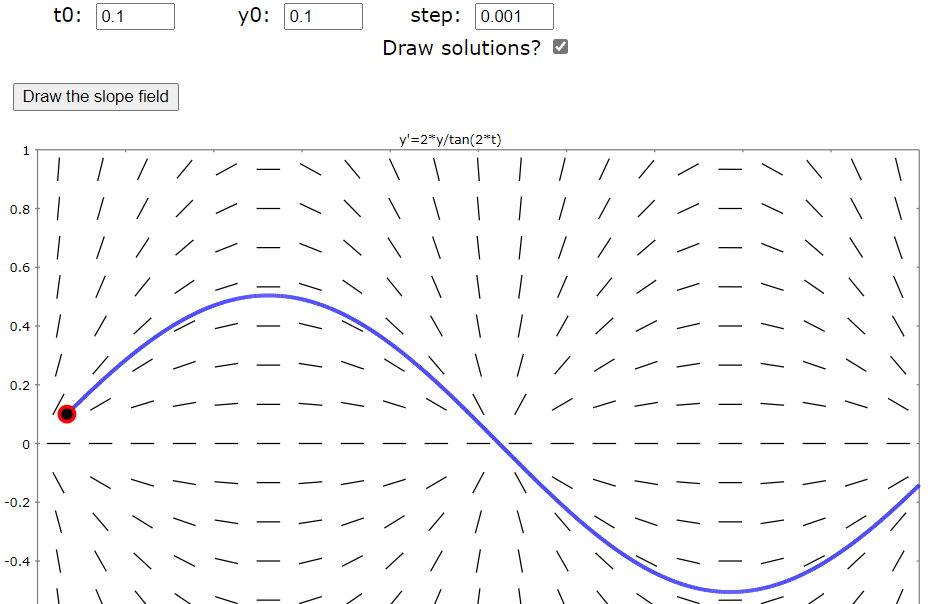 t0: 0.1 y0: 0.1 step: 0.001
Draw solutions?
Draw the slope field
y'=2*y/tan(2*t)
1
0.8
0.6
0.4
0.2
0
-0.2
-0.4